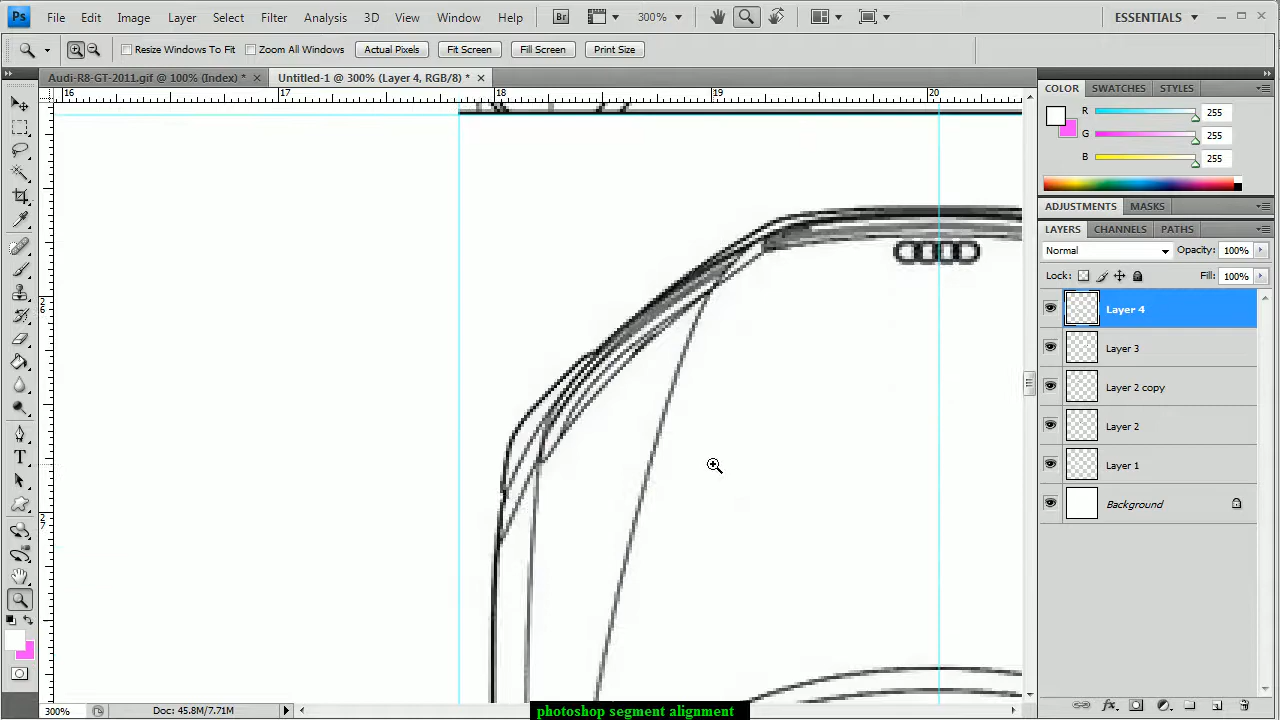 Ps File Edit Image Layer Select Filter Analysis 3D View Window Help Br 300% ESSENTIALS
Resize Windows To Fit Zoom All Windows Actual Pixels Fit Screen Fill Screen Print Size
Audi-R8-GT-2011.gif @ 100% (Index) * Untitled-1 @ 300% (Layer 4, RGB/8) *
16 17 18 19 20
COLOR SWATCHES STYLES
R 255
G 255
B 255
ADJUSTMENTS MASKS
LAYERS CHANNELS PATHS
Normal Opacity: 100%
Lock: Fill: 100%
Layer 4
Layer 3
Layer 2 copy
Layer 2
Layer 1
Background
2
6
2
7
T
300% Doc: 45.8M/7.71M
photoshop segment alignment